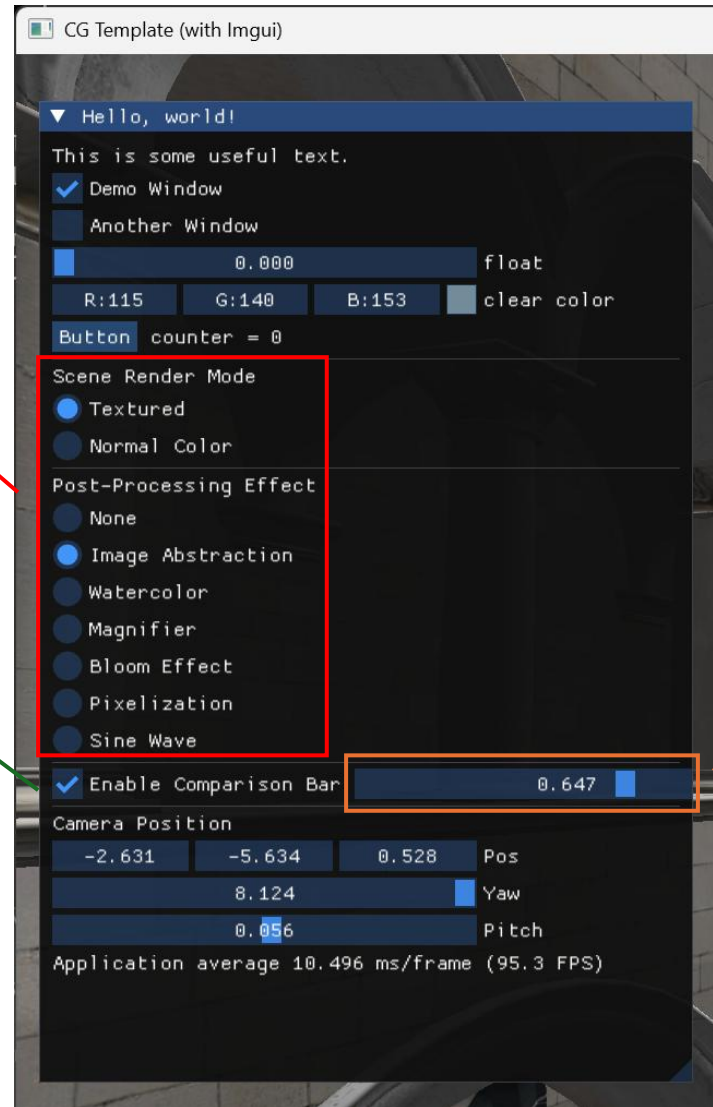 CG Template (with Imgui)
Hello, world!
This is some useful text.
Demo Window
Another Window
0.000 float
R:115 G:140 B:153 clear color
Button counter = 0
Scene Render Mode
Textured
Normal Color
Post-Processing Effect
None
Image Abstraction
Watercolor
Magnifier
Bloom Effect
Pixelization
Sine Wave
Enable Comparison Bar 0.647
Camera Position
-2.631 -5.634 0.528 Pos
8.124 Yaw
0.056 Pitch
Application average 10.496 ms/frame (95.3 FPS)